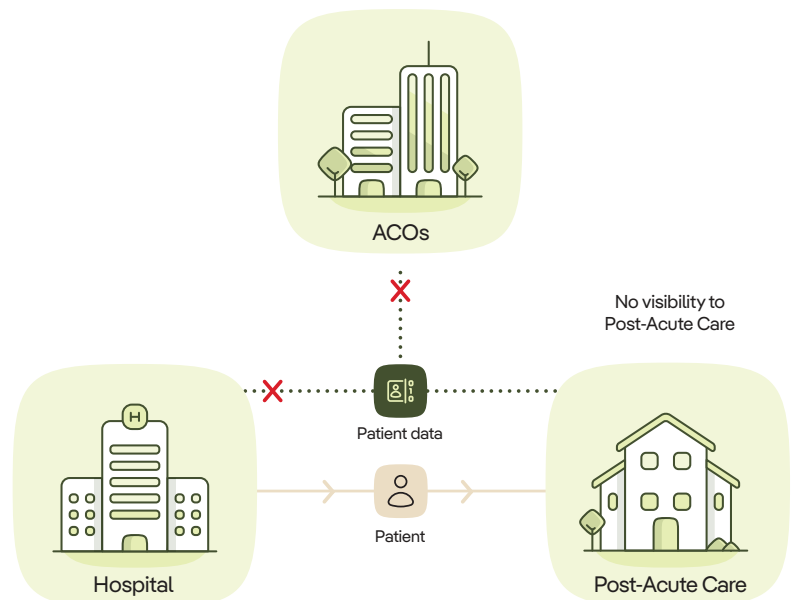 ACOs
No visibility to
Post-Acute Care
Patient data
H
Patient
Hospital
Post-Acute Care